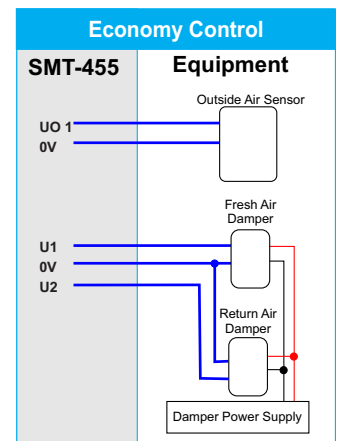 Economy Control
SMT-455
Equipment
Outside Air Sensor
UO 1
0V
Fresh Air
Damper
U1
0V
U2
Return Air
Damper
Damper Power Supply